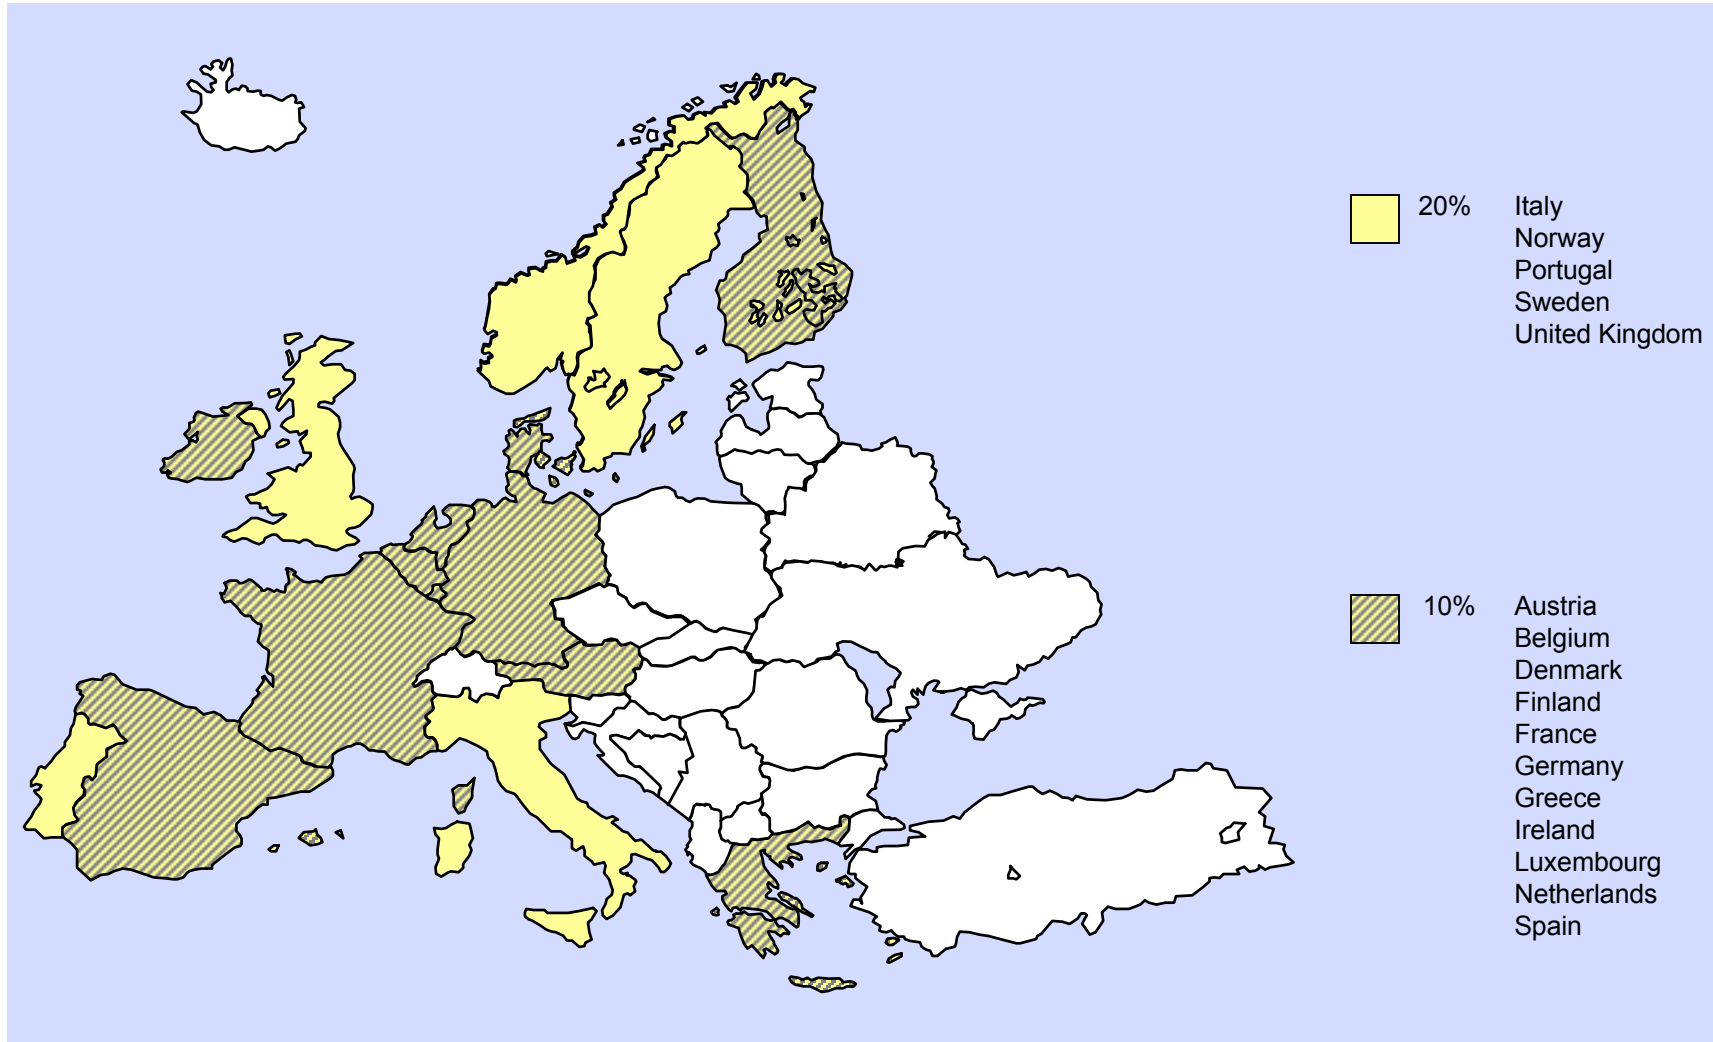 20% Italy
Norway
Portugal
Sweden
United Kingdom
10% Austria
Belgium
Denmark
Finland
France
Germany
Greece
Ireland
Luxembourg
Netherlands
Spain